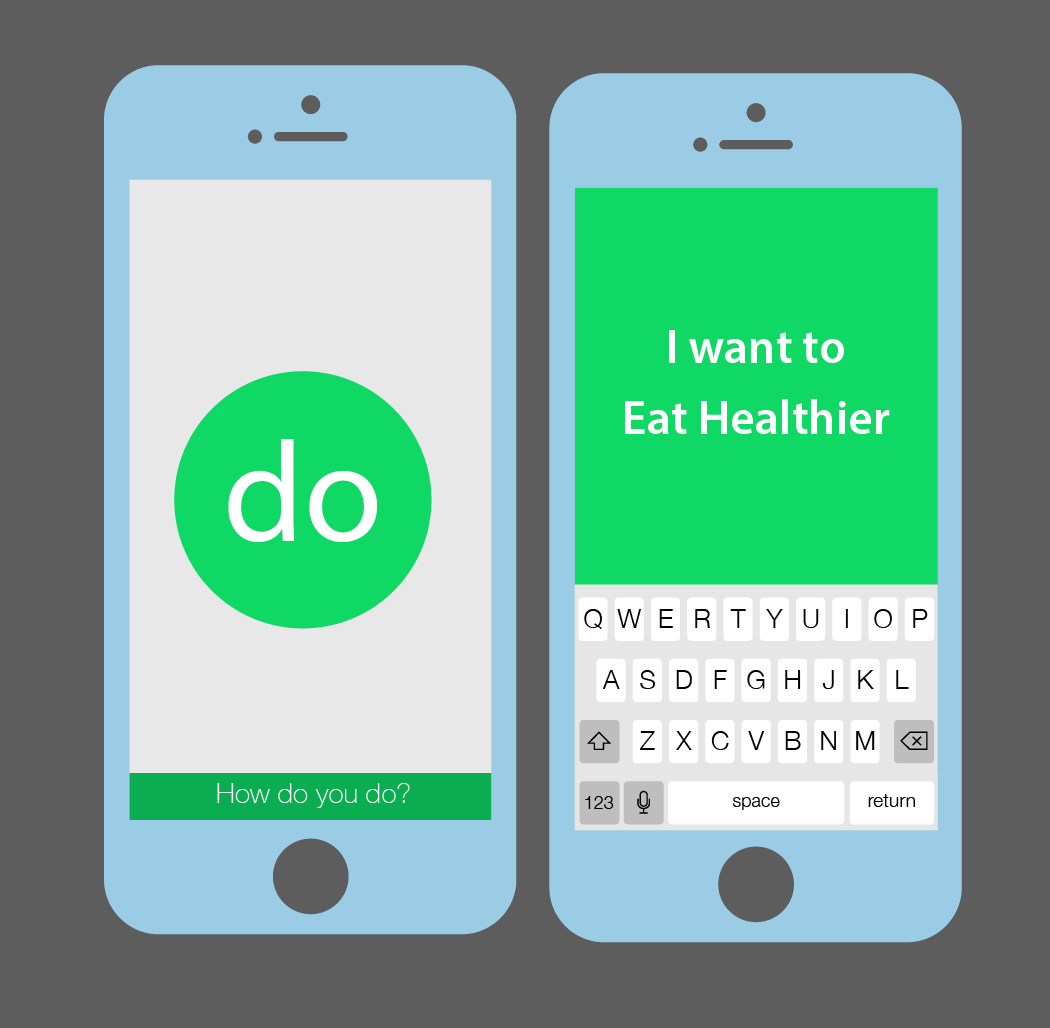 do
How do you do?
I want to
Eat Healthier
Q W E R T Y U I O P
A S D F G H J K L
Z X C V B N M
123 space return